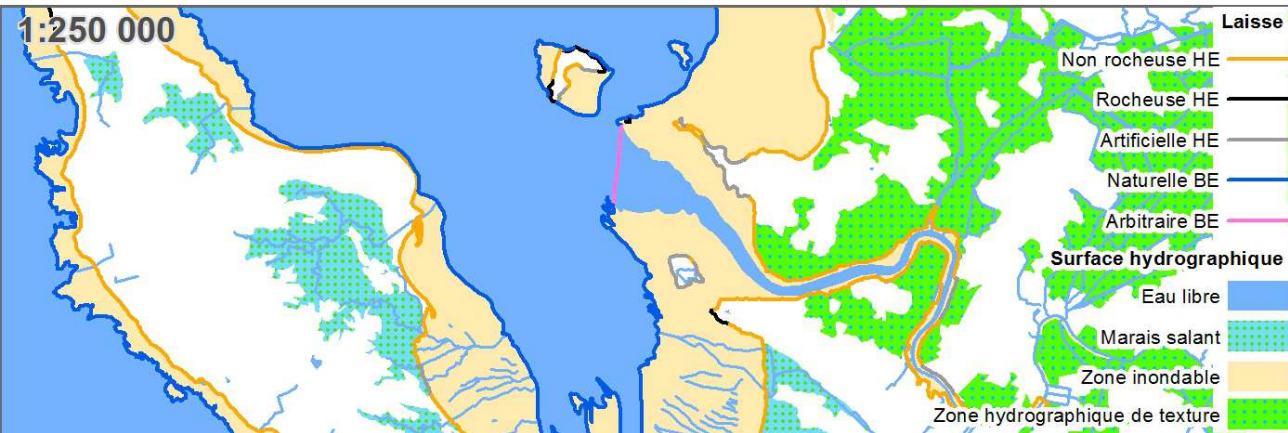 1:250 000
Laisse
Non rocheuse HE
Rocheuse HE
Artificielle HE
Naturelle BE
Arbitraire BE
Surface hydrographique
Eau libre
Marais salant
Zone inondable
Zone hydrographique de texture